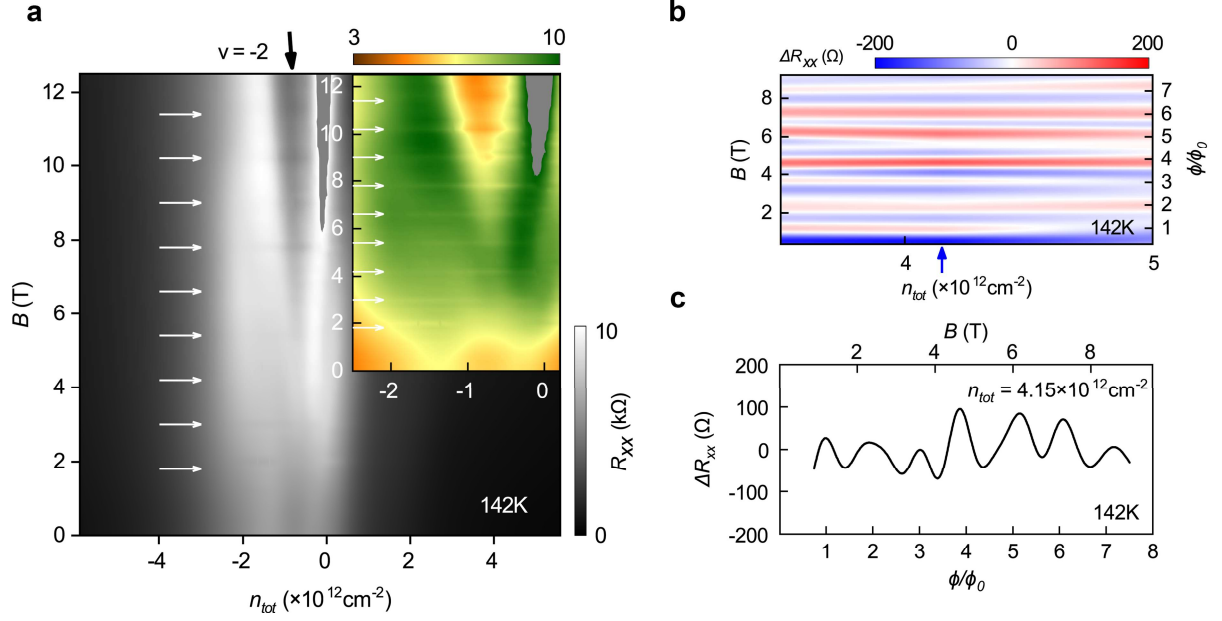 a
v = -2
3 10
12
10
8
6
4
2
0
-2 -1 0
12
10
8
6
4
2
0
B (T)
-4 -2 0 2 4
n_tot (×10^12cm^-2)
142K
10
0
R_xx (kΩ)
b
ΔR_xx (Ω)
-200 0 200
8
6
4
2
B (T)
7
6
5
4
3
2
1
ϕ/ϕ_0
142K
4 5
n_tot (×10^12cm^-2)
c
B (T)
2 4 6 8
200
100
0
-100
-200
ΔR_xx (Ω)
n_tot = 4.15×10^12cm^-2
142K
1 2 3 4 5 6 7 8
ϕ/ϕ_0